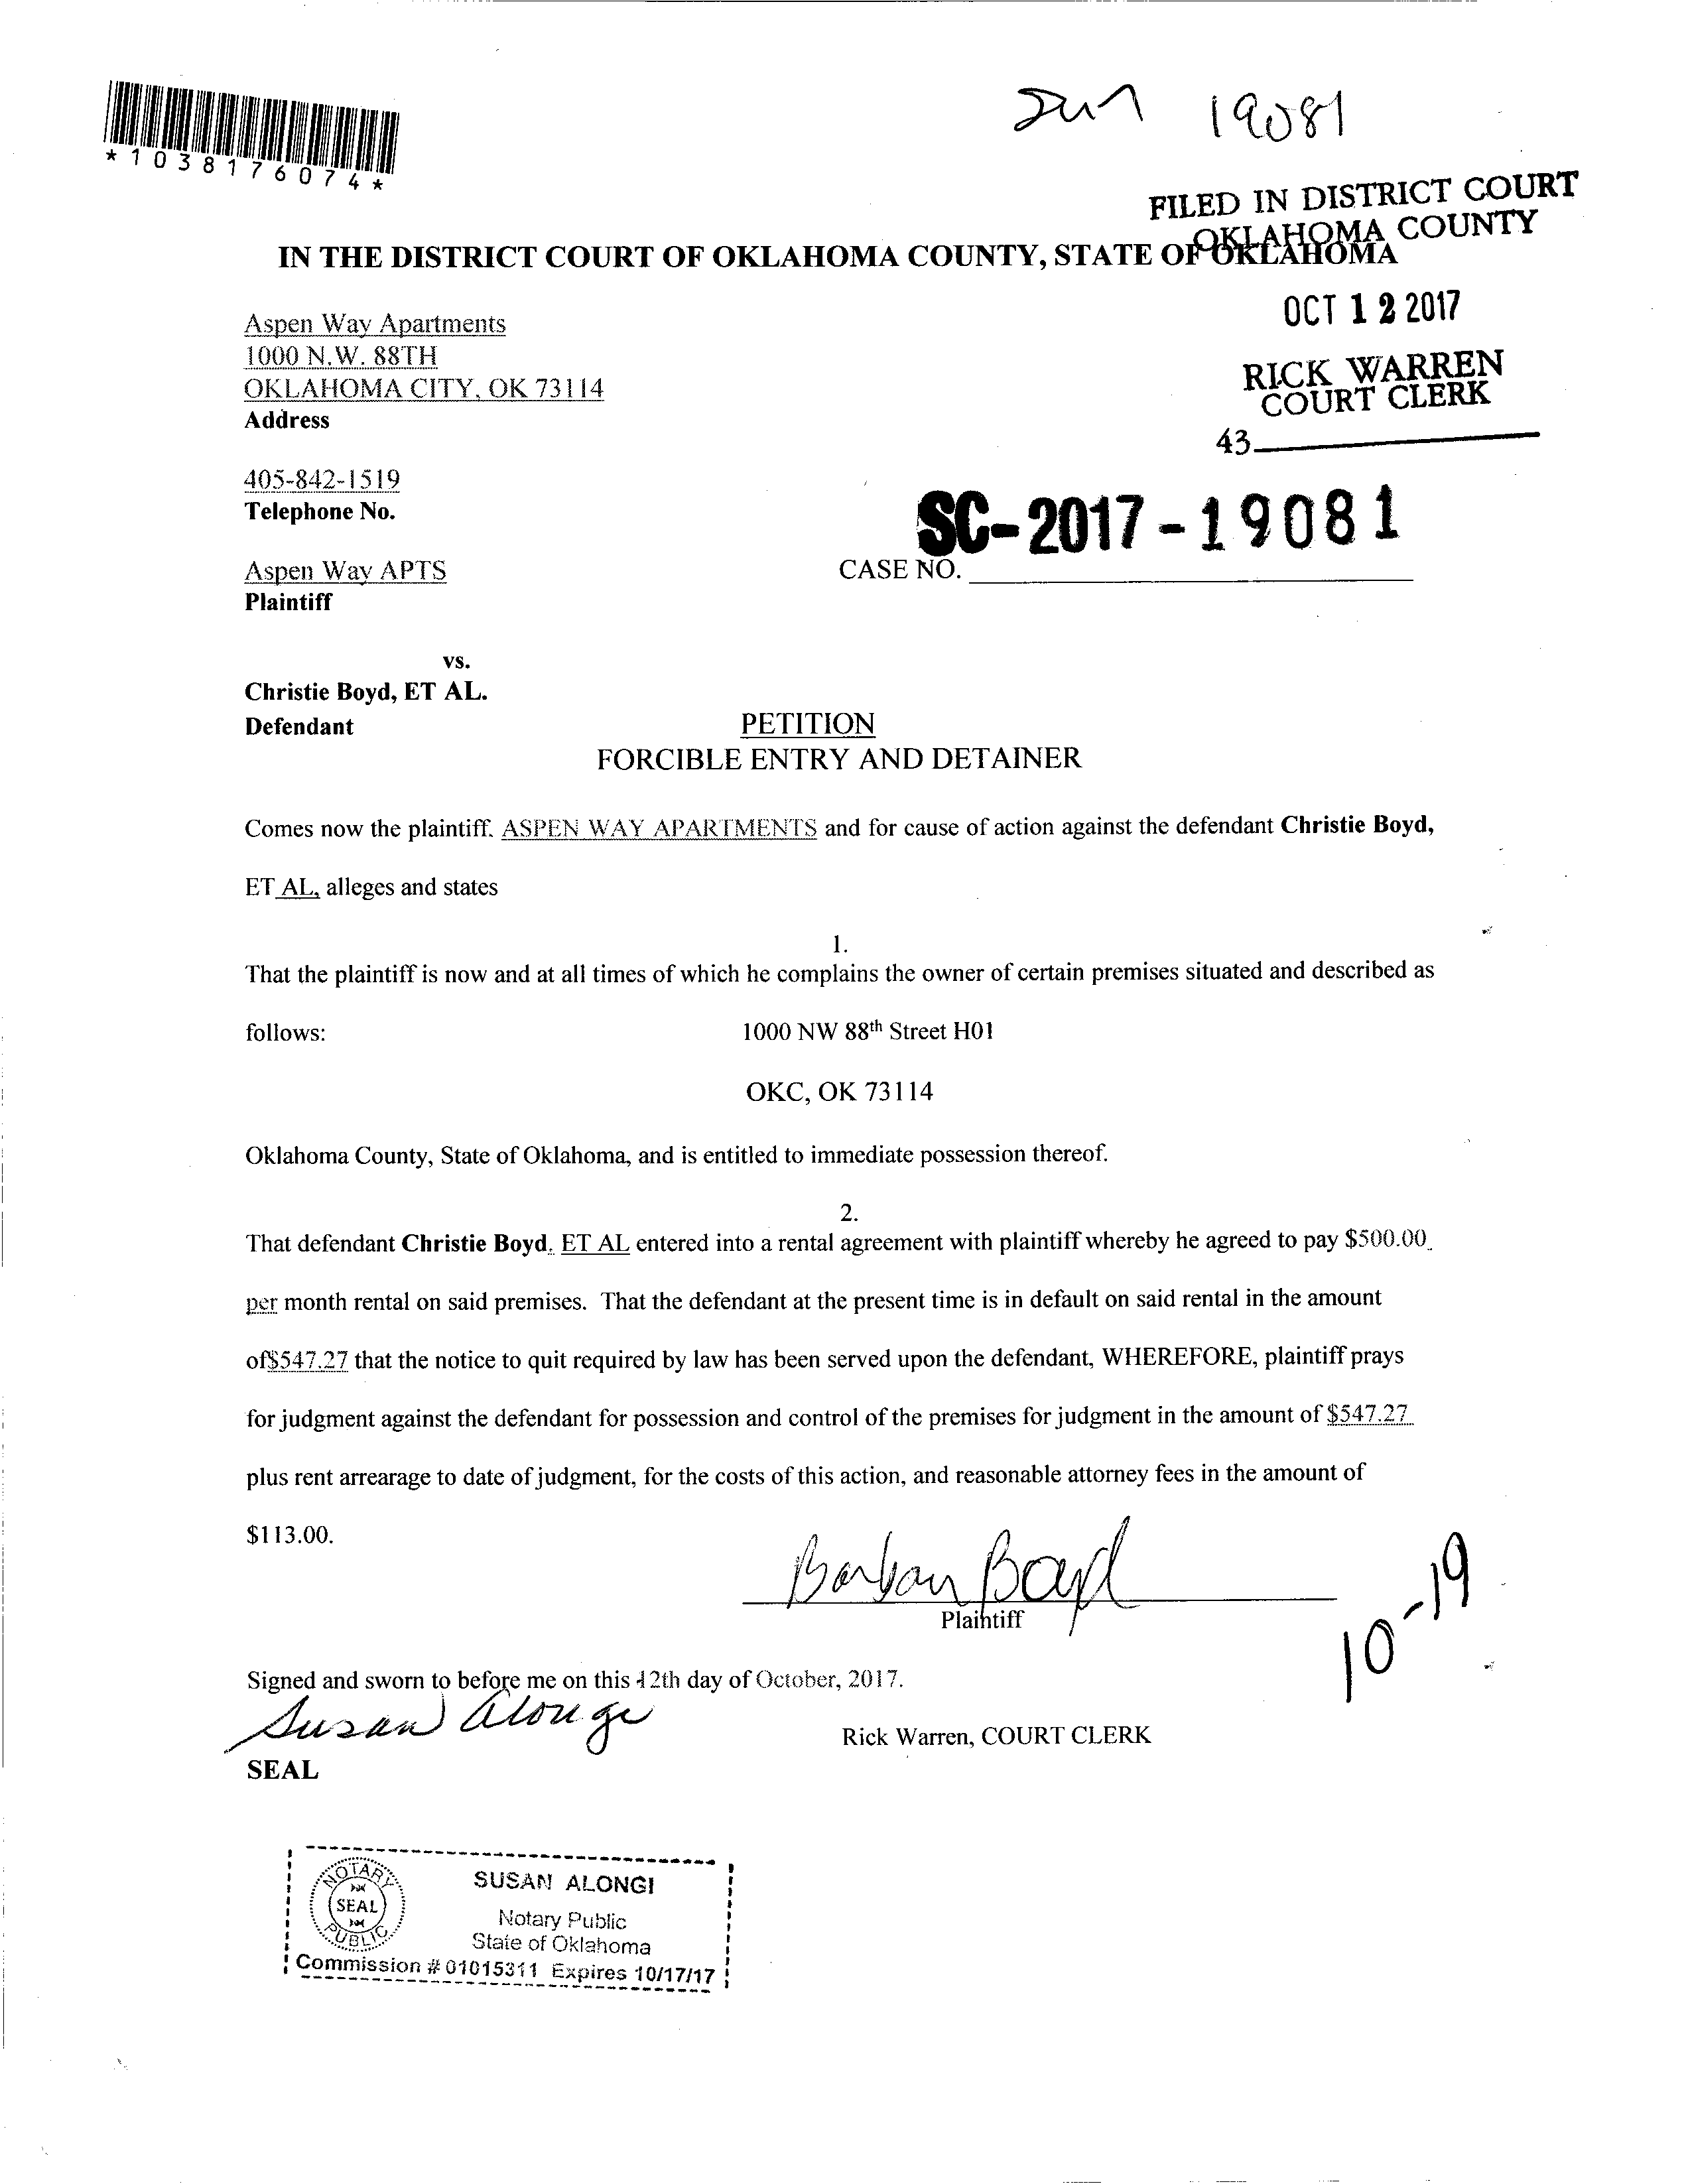 19081
*1038176074*
FILED IN DISTRICT COURT
OKLAHOMA COUNTY
IN THE DISTRICT COURT OF OKLAHOMA COUNTY, STATE OF OKLAHOMA
OCT 12 2017
RICK WARREN
COURT CLERK
43
Aspen Way Apartments
1000 N.W. 88TH
OKLAHOMA CITY, OK 73114
Address
405-842-1519
Telephone No.
SC-2017-19081
CASE NO.
Aspen Way APTS
Plaintiff
vs.
Christie Boyd, ET AL.
Defendant
PETITION
FORCIBLE ENTRY AND DETAINER
Comes now the plaintiff. ASPEN WAY APARTMENTS and for cause of action against the defendant Christie Boyd,
ET AL, alleges and states
1.
That the plaintiff is now and at all times of which he complains the owner of certain premises situated and described as
follows: 1000 NW 88th Street H01
OKC, OK 73114
Oklahoma County, State of Oklahoma, and is entitled to immediate possession thereof.
2.
That defendant Christie Boyd. ET AL entered into a rental agreement with plaintiff whereby he agreed to pay $500.00
per month rental on said premises. That the defendant at the present time is in default on said rental in the amount
of$547.27 that the notice to quit required by law has been served upon the defendant, WHEREFORE, plaintiff prays
for judgment against the defendant for possession and control of the premises for judgment in the amount of $547.27
plus rent arrearage to date of judgment, for the costs of this action, and reasonable attorney fees in the amount of
$113.00.
Plaintiff
10-19
Signed and sworn to before me on this 12th day of October, 2017.
Susan Alongi
Rick Warren, COURT CLERK
SEAL
NOTARY
SEAL
PUBLIC
SUSAN ALONGI
Notary Public
State of Oklahoma
Commission # 01015311 Expires 10/17/17